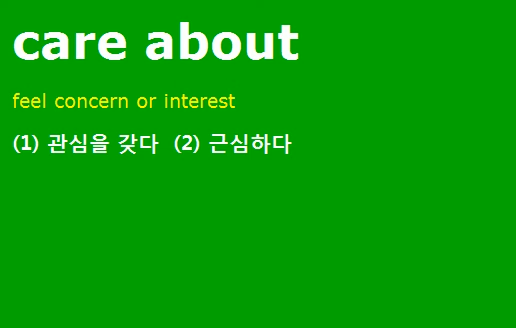 care about
feel concern or interest
(1) 관심을 갖다 (2) 근심하다